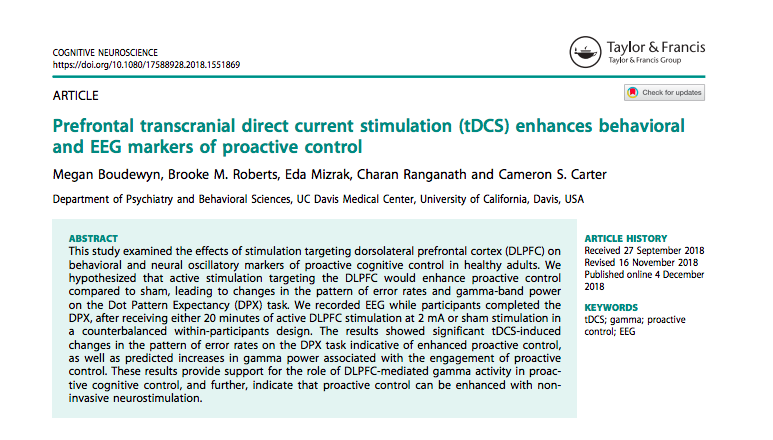 COGNITIVE NEUROSCIENCE
https://doi.org/10.1080/17588928.2018.1551869
Taylor & Francis
Taylor & Francis Group
ARTICLE
Check for updates
Prefrontal transcranial direct current stimulation (tDCS) enhances behavioral
and EEG markers of proactive control
Megan Boudewyn, Brooke M. Roberts, Eda Mizrak, Charan Ranganath and Cameron S. Carter
Department of Psychiatry and Behavioral Sciences, UC Davis Medical Center, University of California, Davis, USA
ABSTRACT
This study examined the effects of stimulation targeting dorsolateral prefrontal cortex (DLPFC) on
behavioral and neural oscillatory markers of proactive cognitive control in healthy adults. We
hypothesized that active stimulation targeting the DLPFC would enhance proactive control
compared to sham, leading to changes in the pattern of error rates and gamma-band power
on the Dot Pattern Expectancy (DPX) task. We recorded EEG while participants completed the
DPX, after receiving either 20 minutes of active DLPFC stimulation at 2 mA or sham stimulation in
a counterbalanced within-participants design. The results showed significant tDCS-induced
changes in the pattern of error rates on the DPX task indicative of enhanced proactive control,
as well as predicted increases in gamma power associated with the engagement of proactive
control. These results provide support for the role of DLPFC-mediated gamma activity in proac-
tive cognitive control, and further, indicate that proactive control can be enhanced with non-
invasive neurostimulation.
ARTICLE HISTORY
Received 27 September 2018
Revised 16 November 2018
Published online 4 December
2018
KEYWORDS
tDCS; gamma; proactive
control; EEG